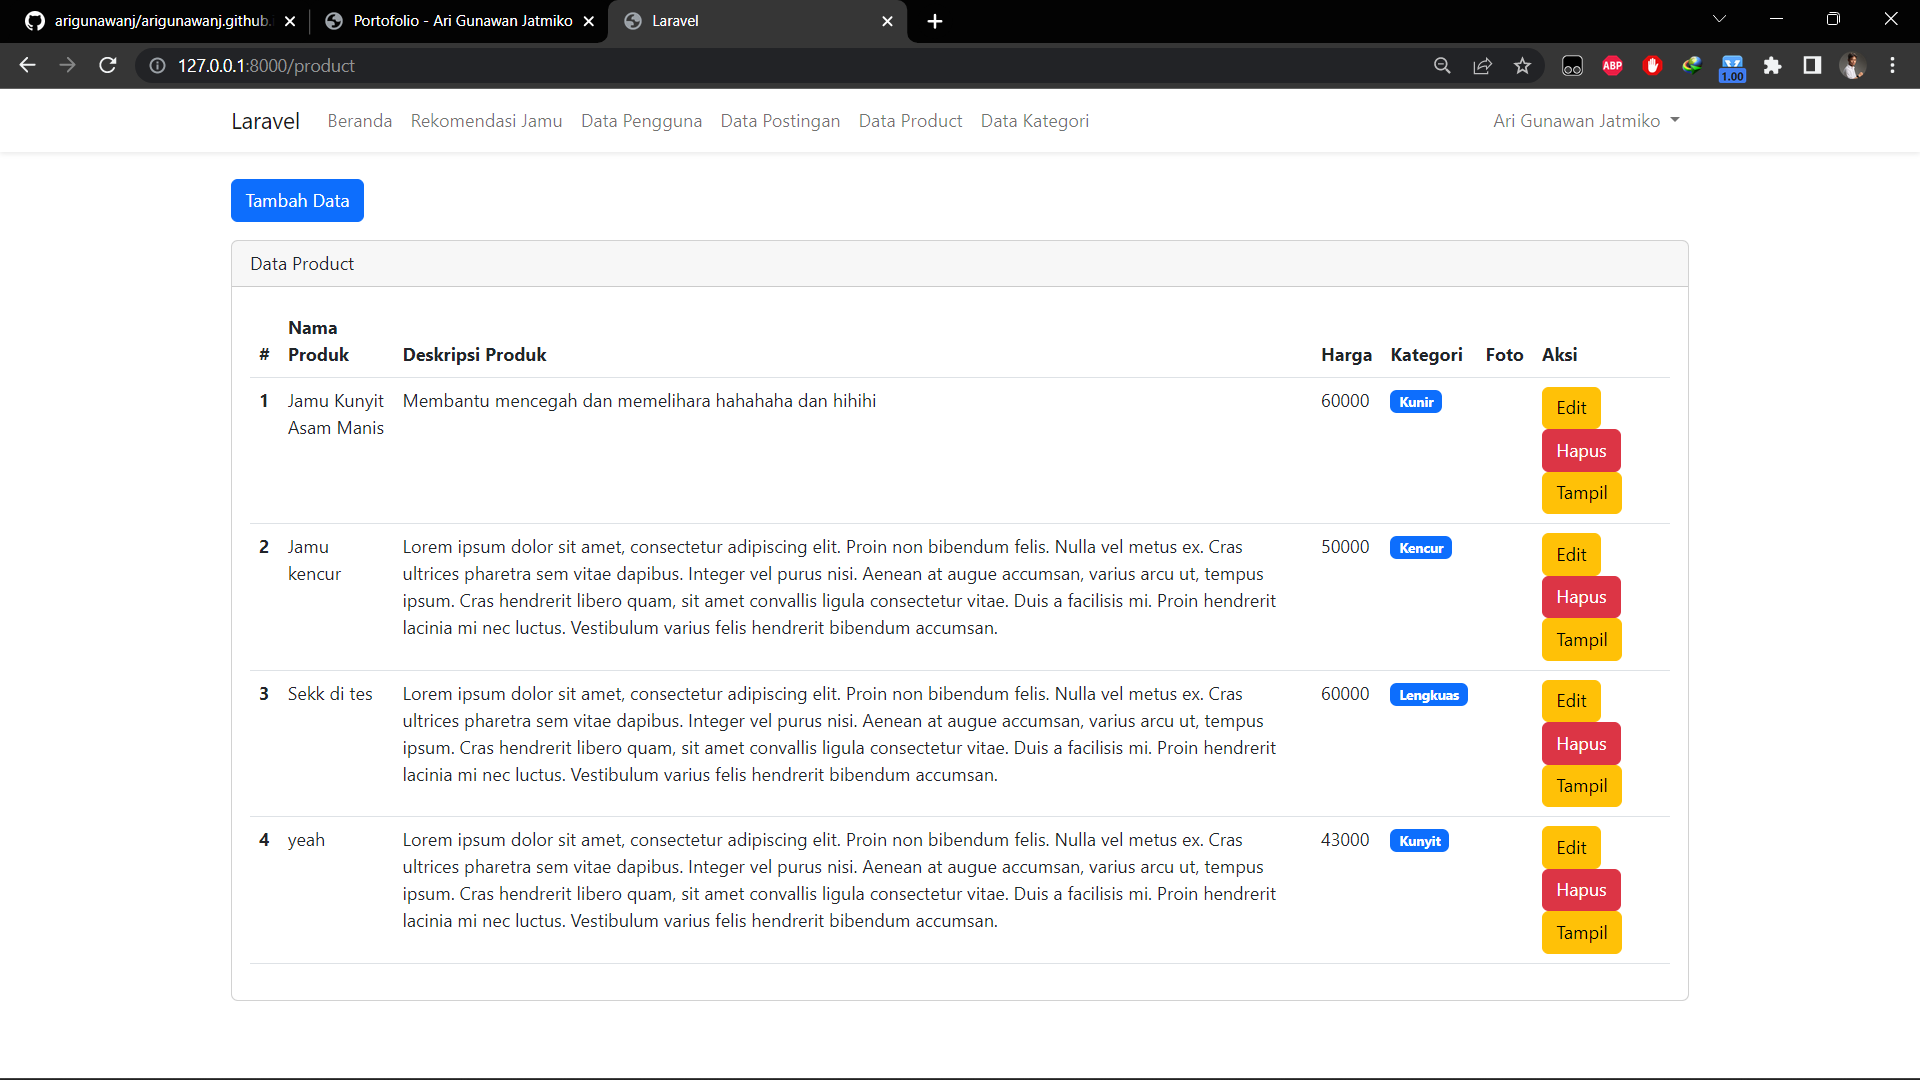 arigunawanj/arigunawanj.github.
Portofolio - Ari Gunawan Jatmiko
Laravel
127.0.0.1:8000/product
ABP
1.00
Laravel Beranda Rekomendasi Jamu Data Pengguna Data Postingan Data Product Data Kategori Ari Gunawan Jatmiko
Tambah Data
Data Product
# Nama Produk Deskripsi Produk Harga Kategori Foto Aksi
1 Jamu Kunyit Asam Manis
Membantu mencegah dan memelihara hahahaha dan hihihi
60000 Kunir
Edit
Hapus
Tampil
2 Jamu kencur
Lorem ipsum dolor sit amet, consectetur adipiscing elit. Proin non bibendum felis. Nulla vel metus ex. Cras
ultrices pharetra sem vitae dapibus. Integer vel purus nisi. Aenean at augue accumsan, varius arcu ut, tempus
ipsum. Cras hendrerit libero quam, sit amet convallis ligula consectetur vitae. Duis a facilisis mi. Proin hendrerit
lacinia mi nec luctus. Vestibulum varius felis hendrerit bibendum accumsan.
50000 Kencur
Edit
Hapus
Tampil
3 Sekk di tes
Lorem ipsum dolor sit amet, consectetur adipiscing elit. Proin non bibendum felis. Nulla vel metus ex. Cras
ultrices pharetra sem vitae dapibus. Integer vel purus nisi. Aenean at augue accumsan, varius arcu ut, tempus
ipsum. Cras hendrerit libero quam, sit amet convallis ligula consectetur vitae. Duis a facilisis mi. Proin hendrerit
lacinia mi nec luctus. Vestibulum varius felis hendrerit bibendum accumsan.
60000 Lengkuas
Edit
Hapus
Tampil
4 yeah
Lorem ipsum dolor sit amet, consectetur adipiscing elit. Proin non bibendum felis. Nulla vel metus ex. Cras
ultrices pharetra sem vitae dapibus. Integer vel purus nisi. Aenean at augue accumsan, varius arcu ut, tempus
ipsum. Cras hendrerit libero quam, sit amet convallis ligula consectetur vitae. Duis a facilisis mi. Proin hendrerit
lacinia mi nec luctus. Vestibulum varius felis hendrerit bibendum accumsan.
43000 Kunyit
Edit
Hapus
Tampil